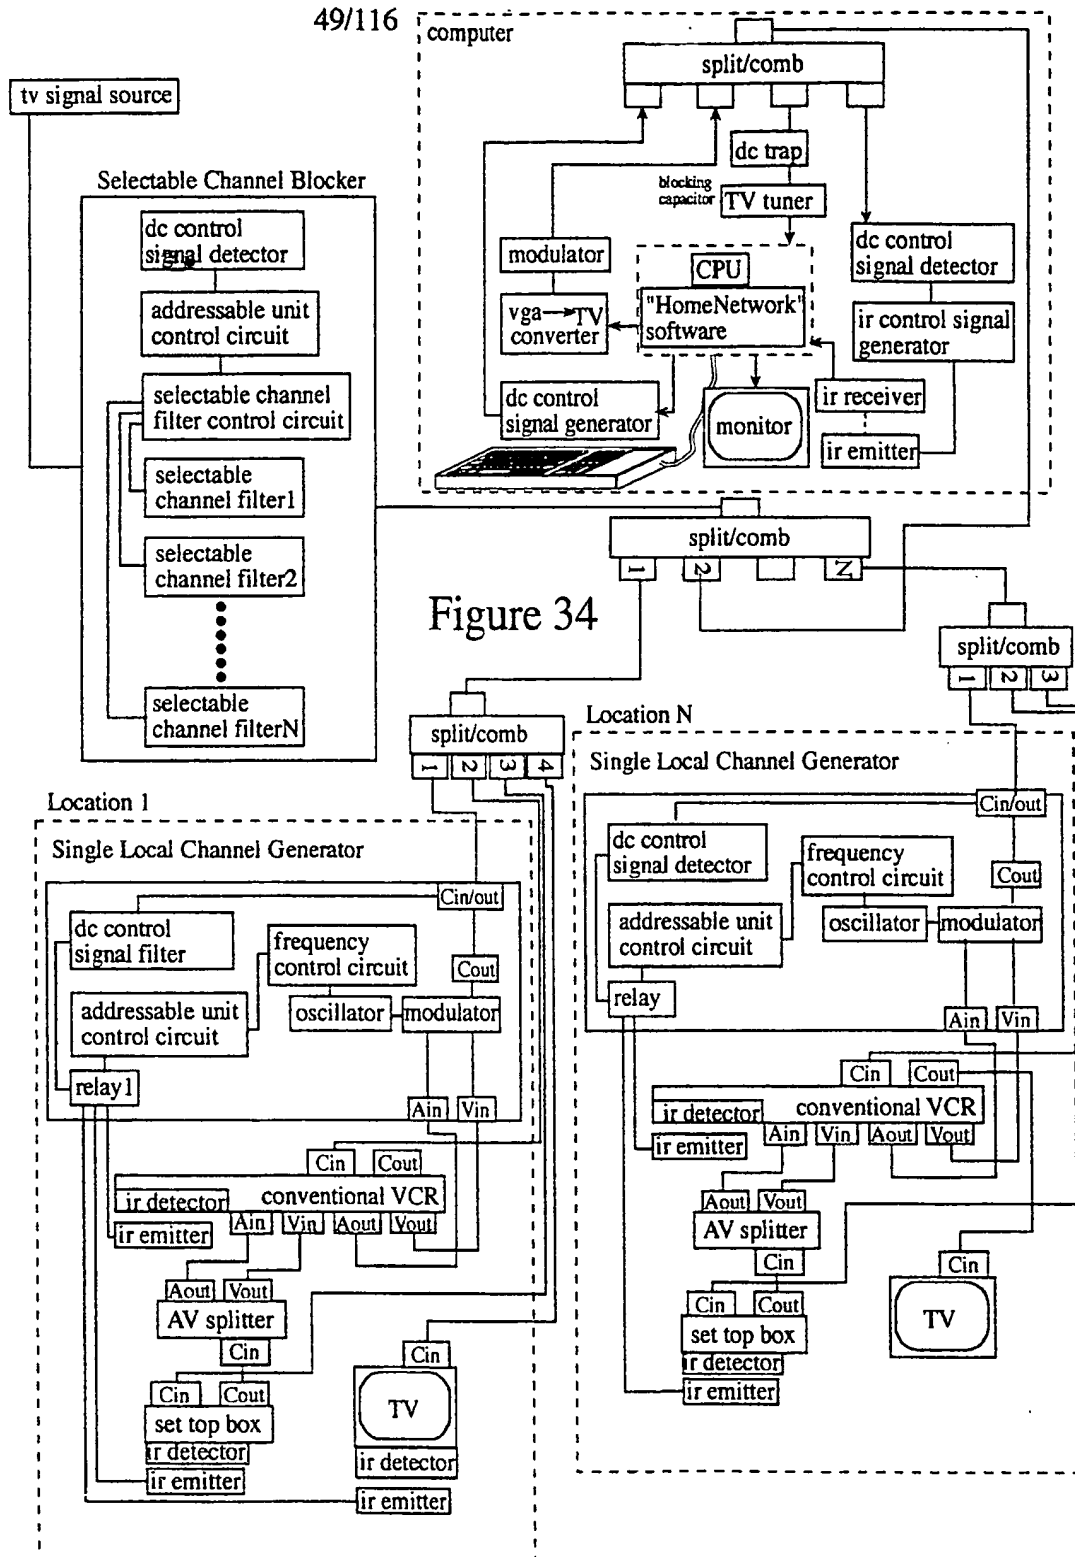 49/116
computer
split/comb
tv signal source
dc trap
blocking
capacitor
TV tuner
Selectable Channel Blocker
dc control
signal detector
addressable unit
control circuit
selectable channel
filter control circuit
selectable
channel filter1
selectable
channel filter2
selectable
channel filterN
modulator
CPU
"HomeNetwork"
software
vga TV
converter
dc control
signal detector
ir control signal
generator
dc control
signal generator
monitor
ir receiver
ir emitter
split/comb
1
2
N
Figure 34
split/comb
1
2
3
split/comb
1
2
3
4
Location N
Single Local Channel Generator
Cin/out
dc control
signal detector
frequency
control circuit
Cout
addressable unit
control circuit
oscillator
modulator
relay
Ain
Vin
Cin
Cout
ir detector
conventional VCR
ir emitter
Ain
Vin
Aout
Vout
Aout
Vout
AV splitter
Cin
Cin
Cin
Cout
set top box
TV
ir detector
ir emitter
Location 1
Single Local Channel Generator
Cin/out
dc control
signal filter
frequency
control circuit
Cout
addressable unit
control circuit
oscillator
modulator
relay1
Ain
Vin
Cin
Cout
ir detector
conventional VCR
ir emitter
Ain
Vin
Aout
Vout
Aout
Vout
AV splitter
Cin
Cin
Cin
Cout
TV
set top box
ir detector
ir detector
ir emitter
ir emitter